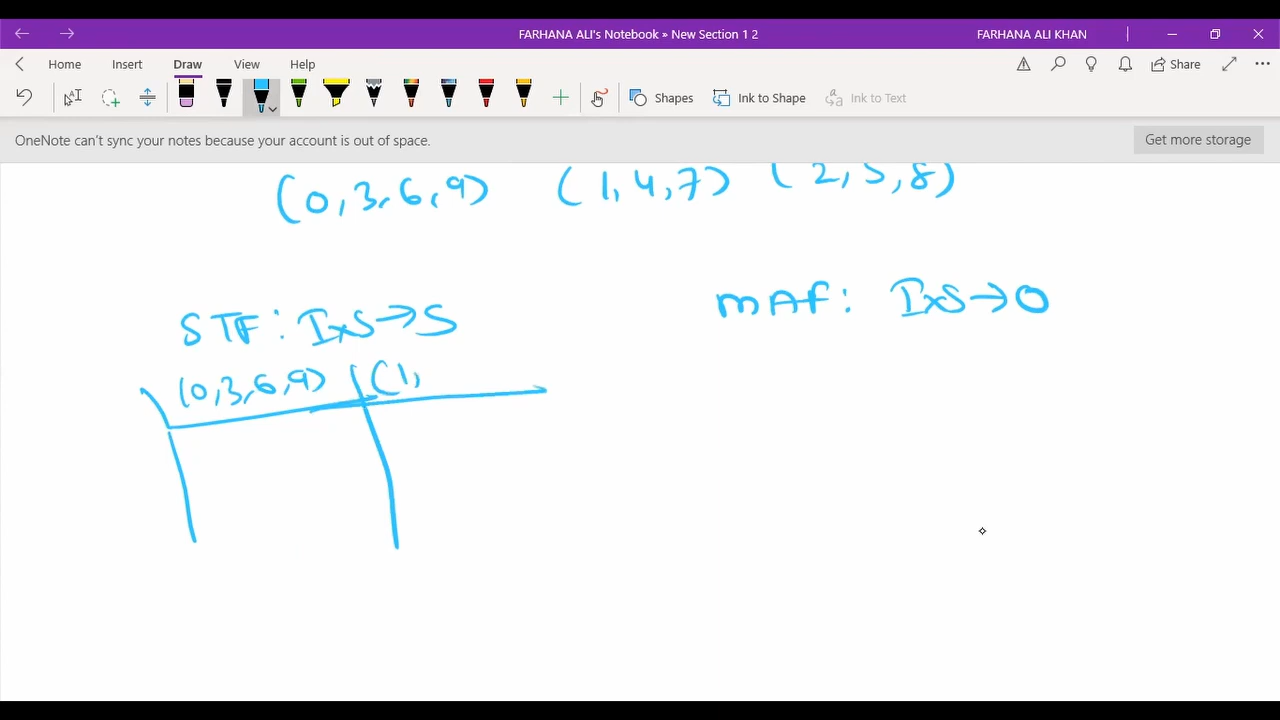 FARHANA ALI's Notebook » New Section 1 2
FARHANA ALI KHAN
Home Insert Draw View Help
Share
Shapes
Ink to Shape
Ink to Text
OneNote can't sync your notes because your account is out of space.
Get more storage
(0,3,6,9) (1,4,7) (2,5,8)
STF: IxS→S
MAF: IxS→O
(0,3,6,9) (1,